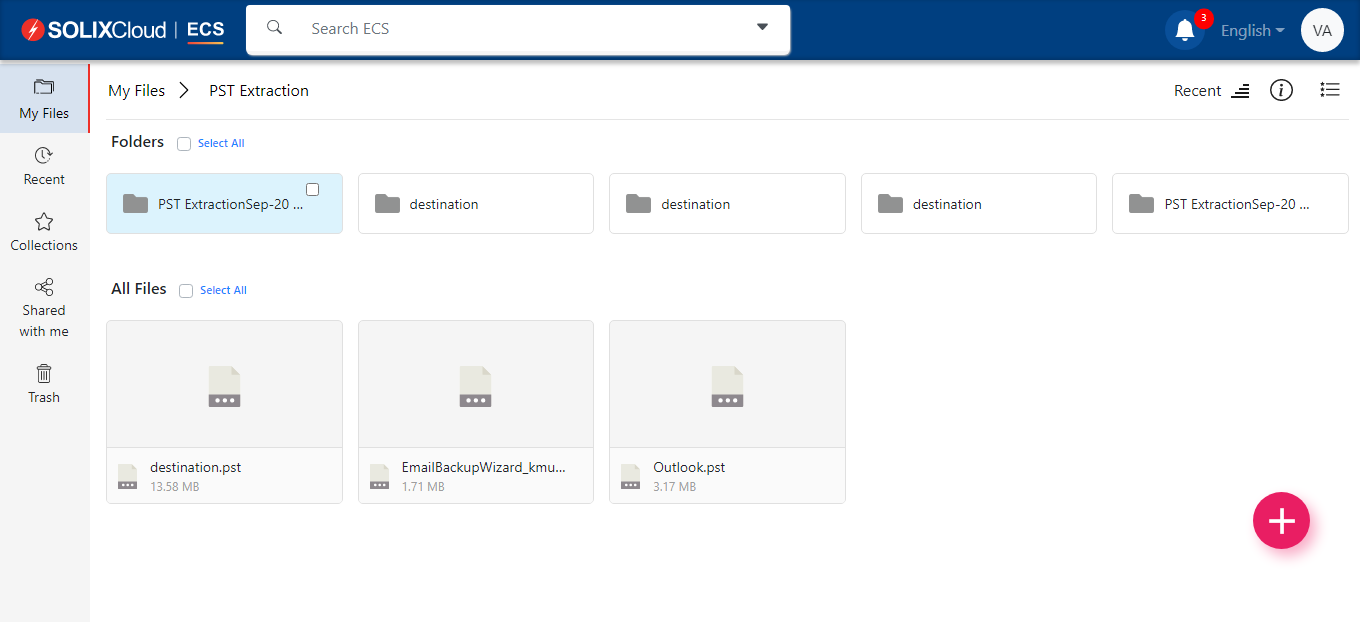 SOLIXCloud | ECS
Search ECS
3
English
VA
My Files
Recent
Collections
Shared
with me
Trash
My Files
PST Extraction
Recent
Folders
Select All
PST ExtractionSep-20 ...
destination
destination
destination
PST ExtractionSep-20 ...
All Files
Select All
destination.pst
13.58 MB
EmailBackupWizard_kmu...
1.71 MB
Outlook.pst
3.17 MB